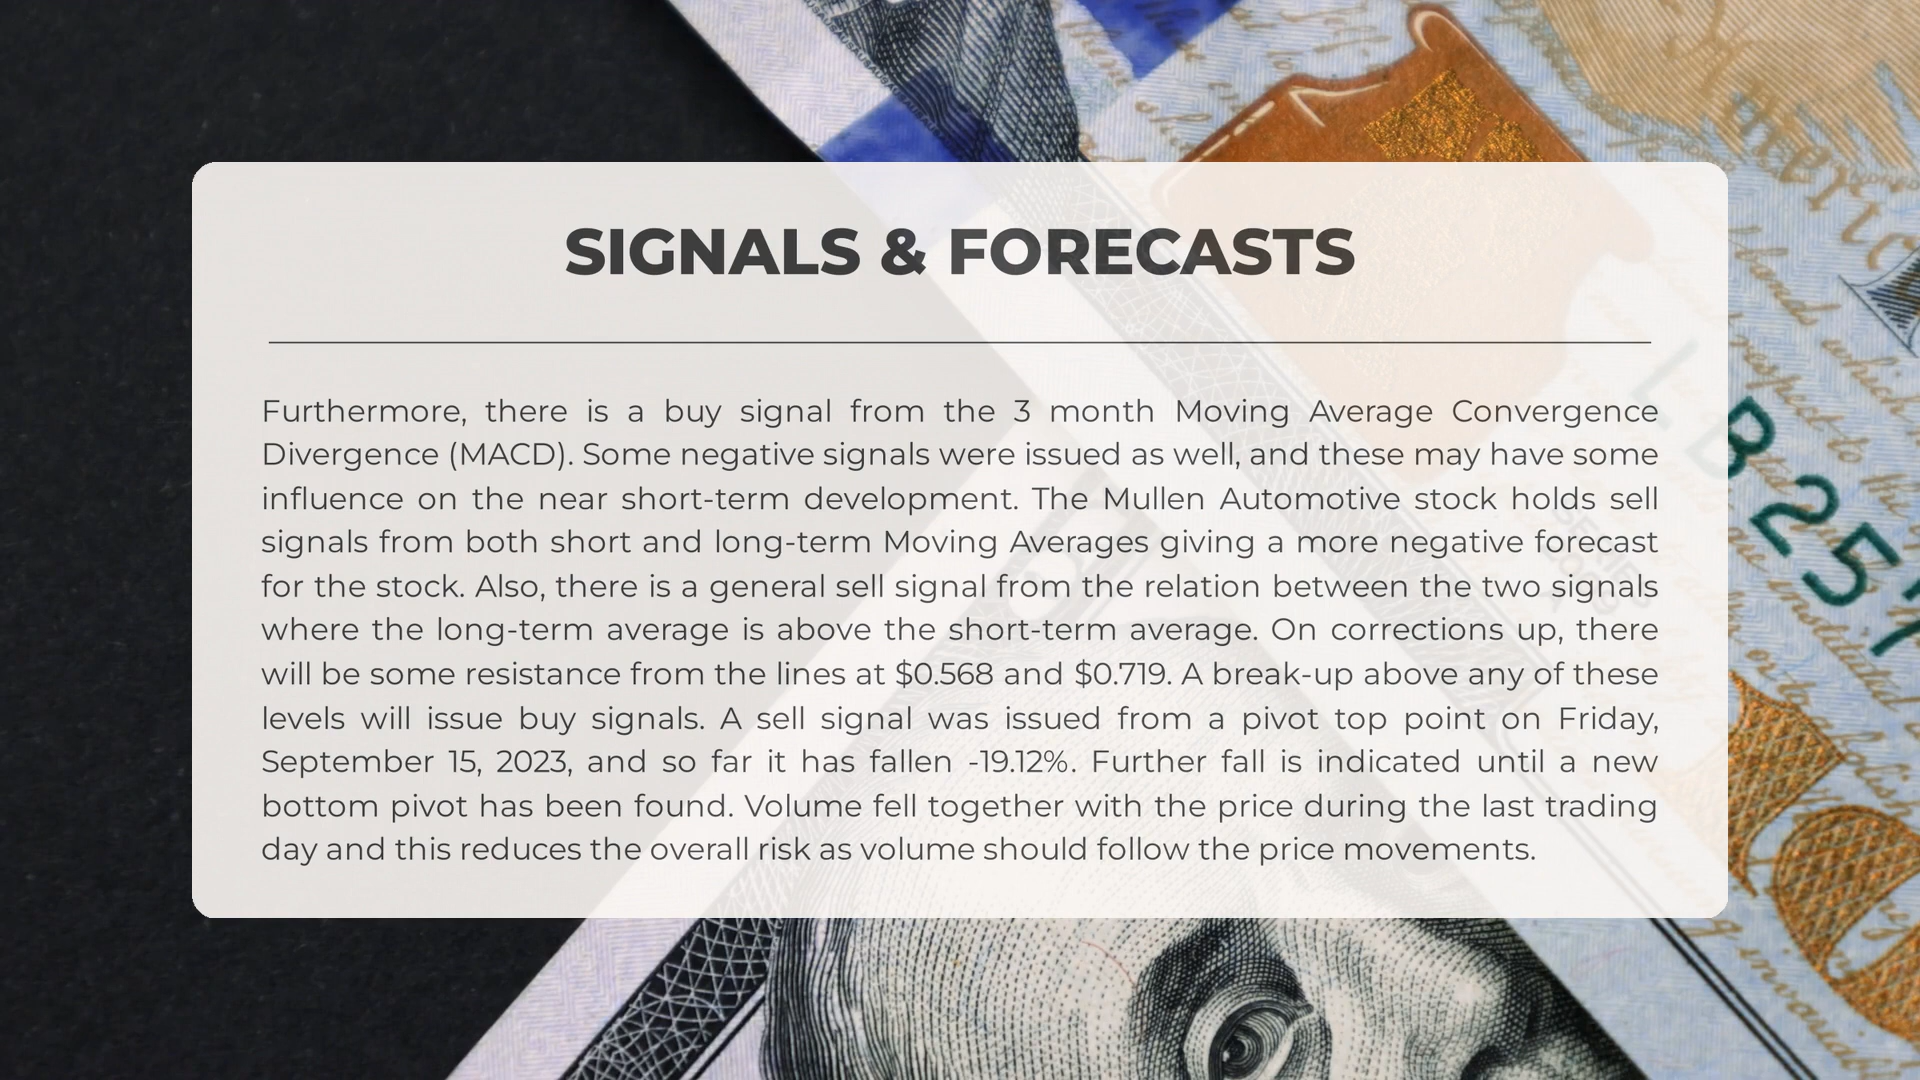 SIGNALS & FORECASTS
Furthermore, there is a buy signal from the 3 month Moving Average Convergence
Divergence (MACD). Some negative signals were issued as well, and these may have some
influence on the near short-term development. The Mullen Automotive stock holds sell
signals from both short and long-term Moving Averages giving a more negative forecast
for the stock. Also, there is a general sell signal from the relation between the two signals
where the long-term average is above the short-term average. On corrections up, there
will be some resistance from the lines at $0.568 and $0.719. A break-up above any of these
levels will issue buy signals. A sell signal was issued from a pivot top point on Friday,
September 15, 2023, and so far it has fallen -19.12%. Further fall is indicated until a new
bottom pivot has been found. Volume fell together with the price during the last trading
day and this reduces the overall risk as volume should follow the price movements.